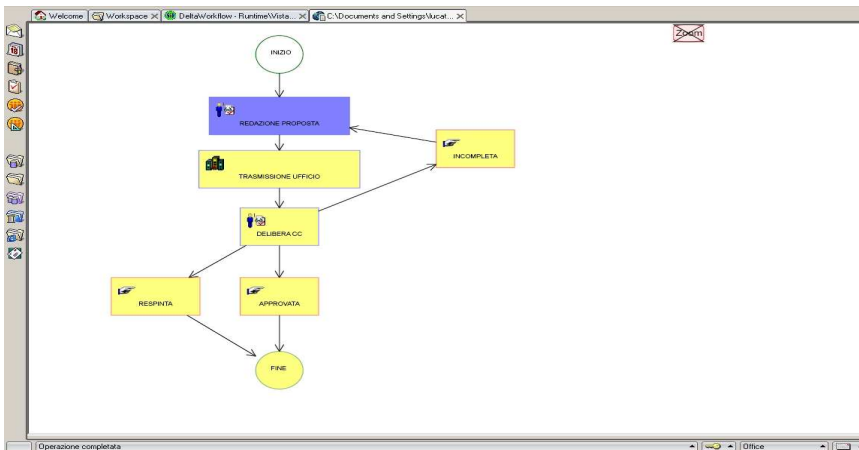 Welcome
Workspace
DeltaWorkflow - Runtime\Vista...
C:\Documents and Settings\lucat...
Zoom
INIZIO
REDAZIONE PROPOSTA
INCOMPLETA
TRASMISSIONE UFFICIO
DELIBERA CC
RESPINTA
APPROVATA
FINE
Operazione completata
Office